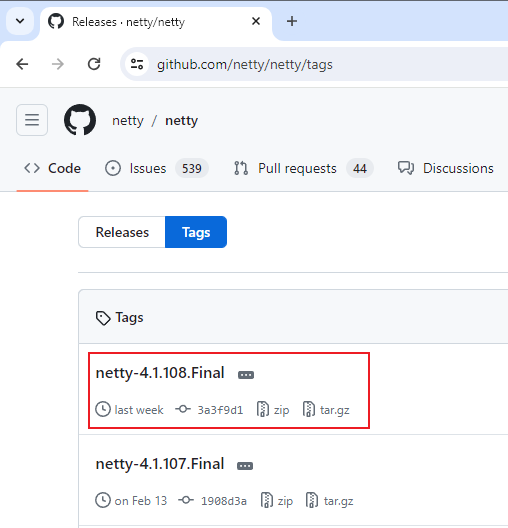 Releases · netty/netty
github.com/netty/netty/tags
netty / netty
Code Issues 539 Pull requests 44 Discussions
Releases Tags
Tags
netty-4.1.108.Final
last week 3a3f9d1 zip tar.gz
netty-4.1.107.Final
on Feb 13 1908d3a zip tar.gz